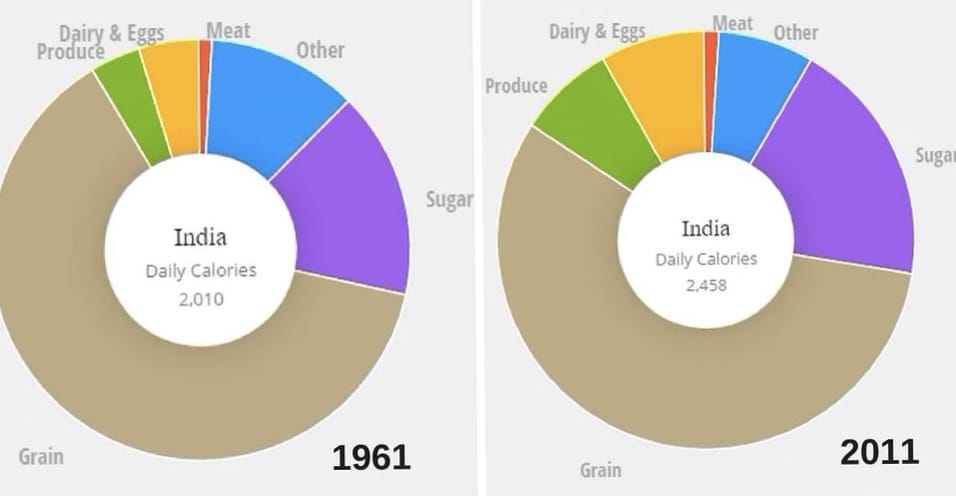 Dairy & Eggs
Produce
Meat
Other
Sugar
India
Daily Calories
2,010
Grain
1961
Dairy & Eggs
Meat
Other
Produce
Sugar
India
Daily Calories
2,458
Grain
2011